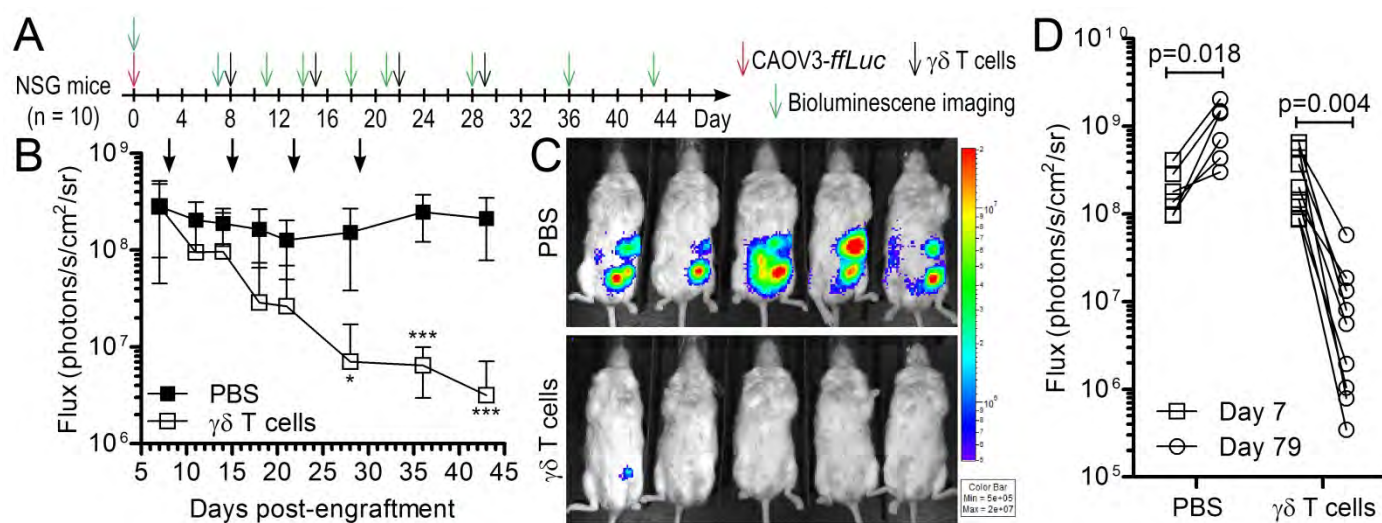 A
NSG mice
(n = 10)
0 4 8 12 16 20 24 28 32 36 40 44 Day
CAOV3-ffLuc
γδ T cells
Bioluminescene imaging
B
Flux (photons/s/cm²/sr)
10⁹
10⁸
10⁷
10⁶
PBS
γδ T cells
*
***
***
5 10 15 20 25 30 35 40 45
Days post-engraftment
C
PBS
γδ T cells
10⁷
Color Bar
Min = 5e+05
Max = 2e+07
D
p=0.018
p=0.004
Flux (photons/s/cm²/sr)
10¹⁰
10⁹
10⁸
10⁷
10⁶
10⁵
Day 7
Day 79
PBS γδ T cells